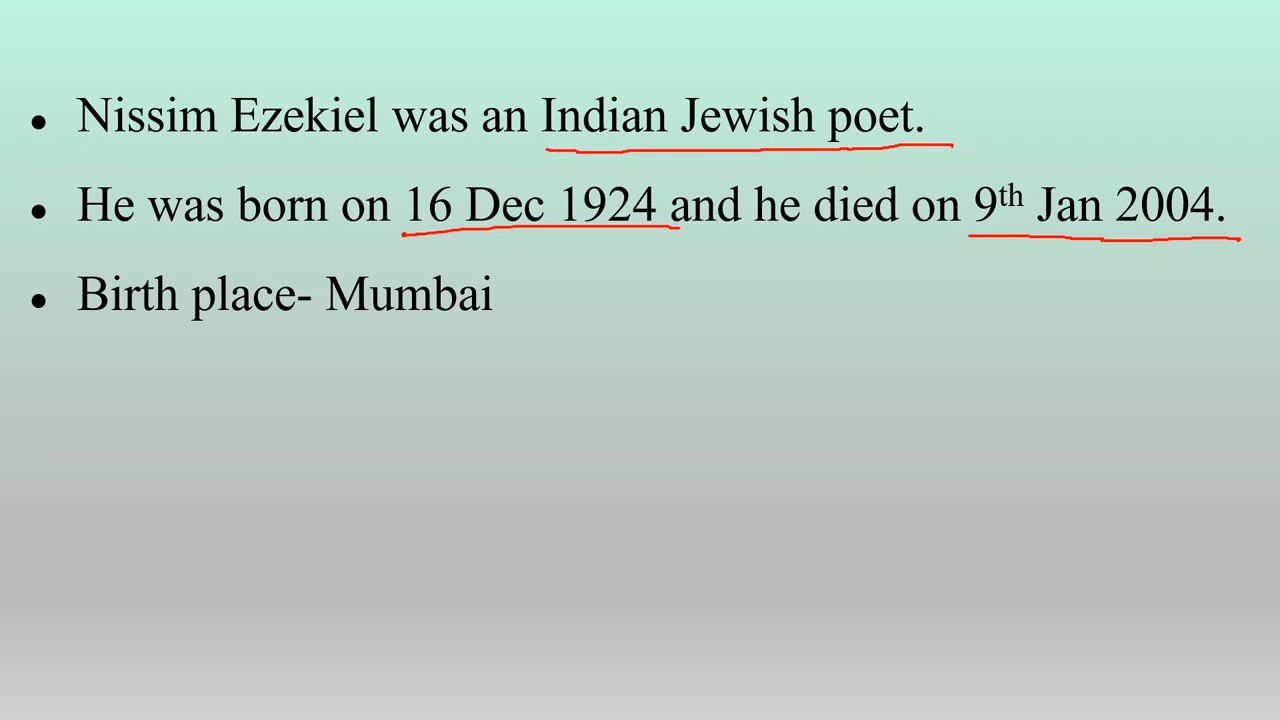 • Nissim Ezekiel was an Indian Jewish poet.
• He was born on 16 Dec 1924 and he died on 9th Jan 2004.
• Birth place- Mumbai